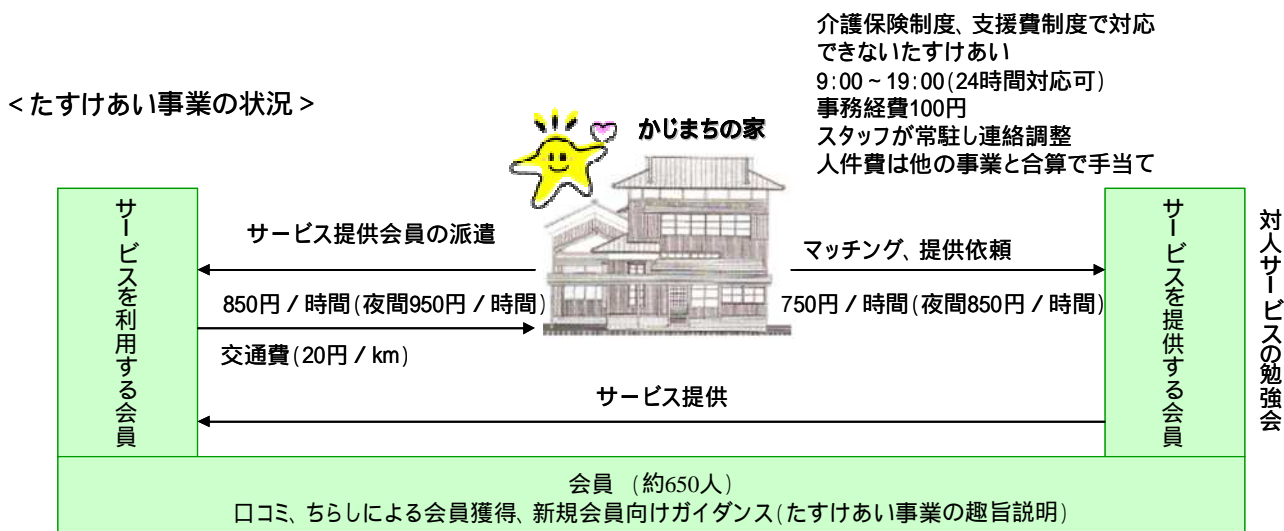 介護保険制度、支援費制度で対応
できないたすけあい
9:00～19:00(24時間対応可)
事務経費100円
スタッフが常駐し連絡調整
人件費は他の事業と合算で手当て
＜たすけあい事業の状況＞
かじまちの家
サービスを利用する会員
サービス提供会員の派遣
850円／時間(夜間950円／時間)
交通費(20円／km)
マッチング、提供依頼
750円／時間(夜間850円／時間)
サービス提供
サービスを提供する会員
対人サービスの勉強会
会員 (約650人)
口コミ、ちらしによる会員獲得、新規会員向けガイダンス(たすけあい事業の趣旨説明)